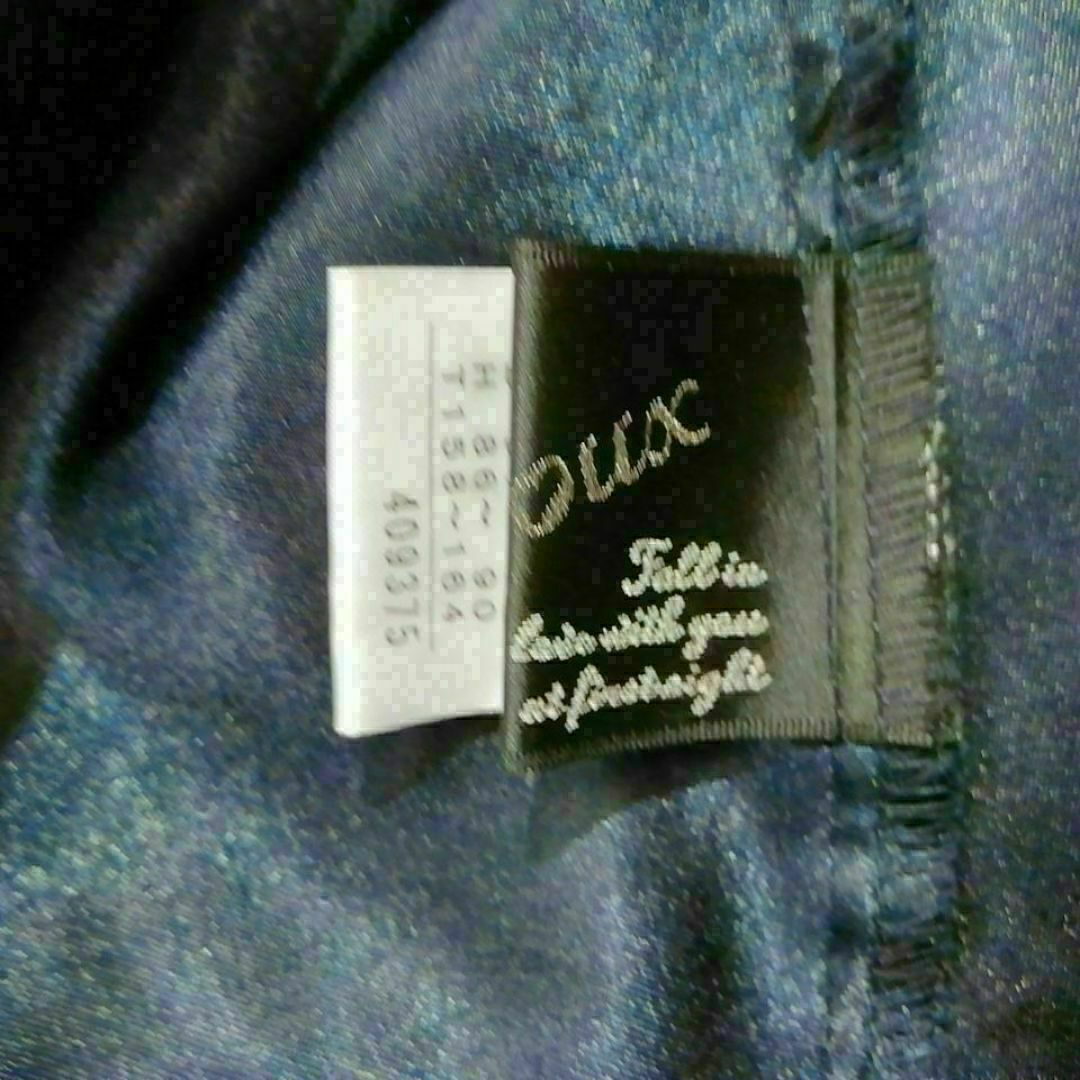 Oux
Fall in
love with you
at first sight
H 86~ 90
T158~164
409375